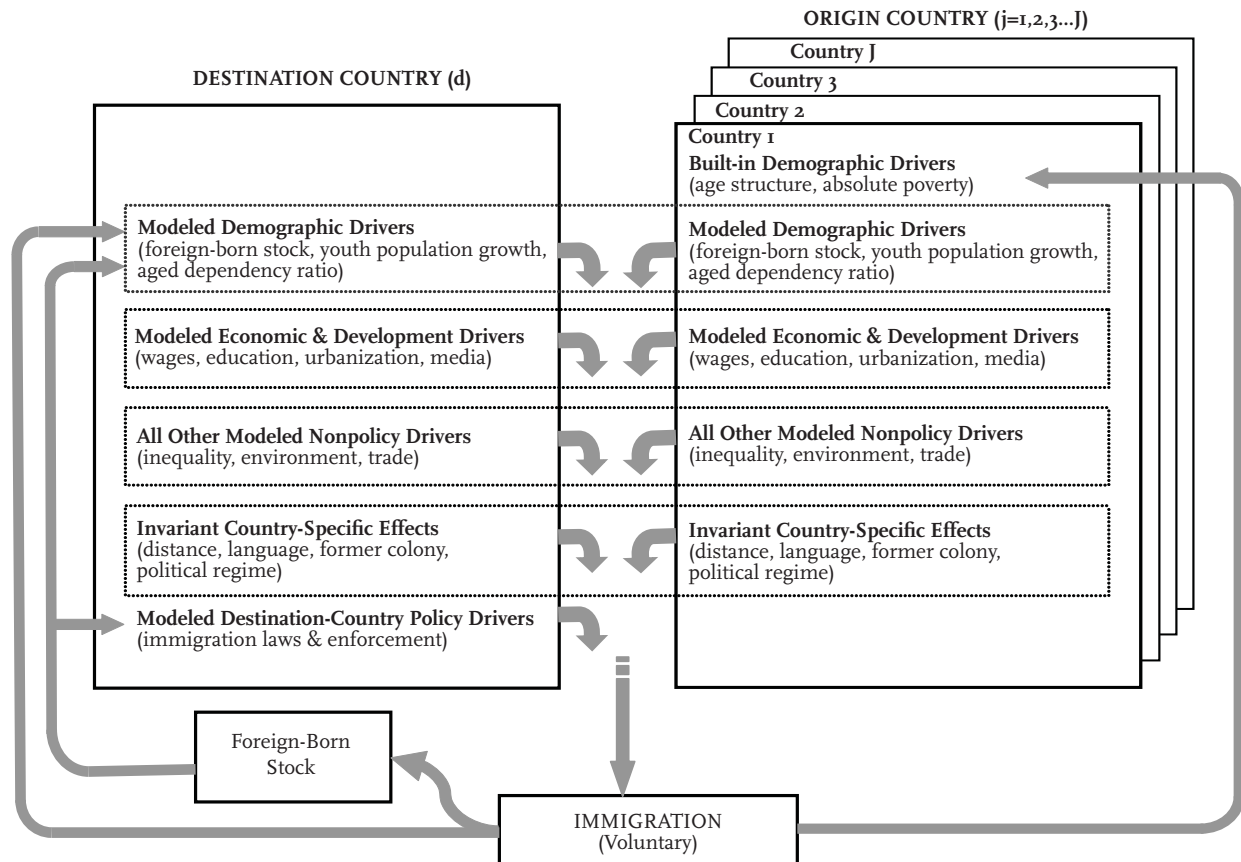 ORIGIN COUNTRY (j=1,2,3...J)
Country J
DESTINATION COUNTRY (d)
Country 3
Country 2
Country 1
Built-in Demographic Drivers
(age structure, absolute poverty)
Modeled Demographic Drivers
(foreign-born stock, youth population growth,
aged dependency ratio)
Modeled Demographic Drivers
(foreign-born stock, youth population growth,
aged dependency ratio)
Modeled Economic & Development Drivers
(wages, education, urbanization, media)
Modeled Economic & Development Drivers
(wages, education, urbanization, media)
All Other Modeled Nonpolicy Drivers
(inequality, environment, trade)
All Other Modeled Nonpolicy Drivers
(inequality, environment, trade)
Invariant Country-Specific Effects
(distance, language, former colony,
political regime)
Invariant Country-Specific Effects
(distance, language, former colony,
political regime)
Modeled Destination-Country Policy Drivers
(immigration laws & enforcement)
Foreign-Born
Stock
IMMIGRATION
(Voluntary)